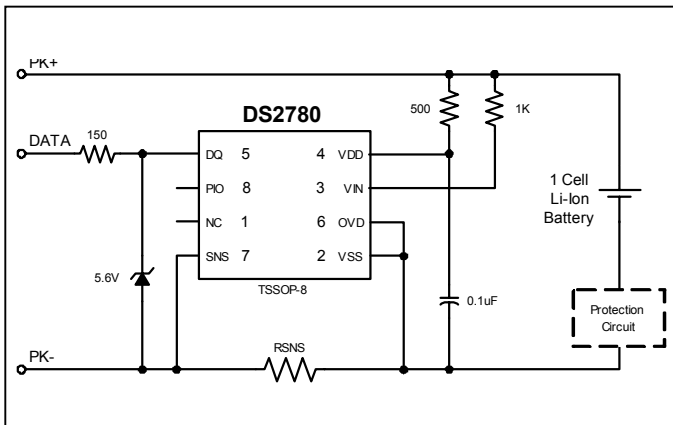 PK+
500
1K
DS2780
150
DATA
DQ 5 4 VDD
PIO 8 3 VIN
NC 1 6 OVD
SNS 7 2 VSS
TSSOP-8
1 Cell
Li-Ion
Battery
5.6V
0.1uF
Protection
Circuit
RSNS
PK-